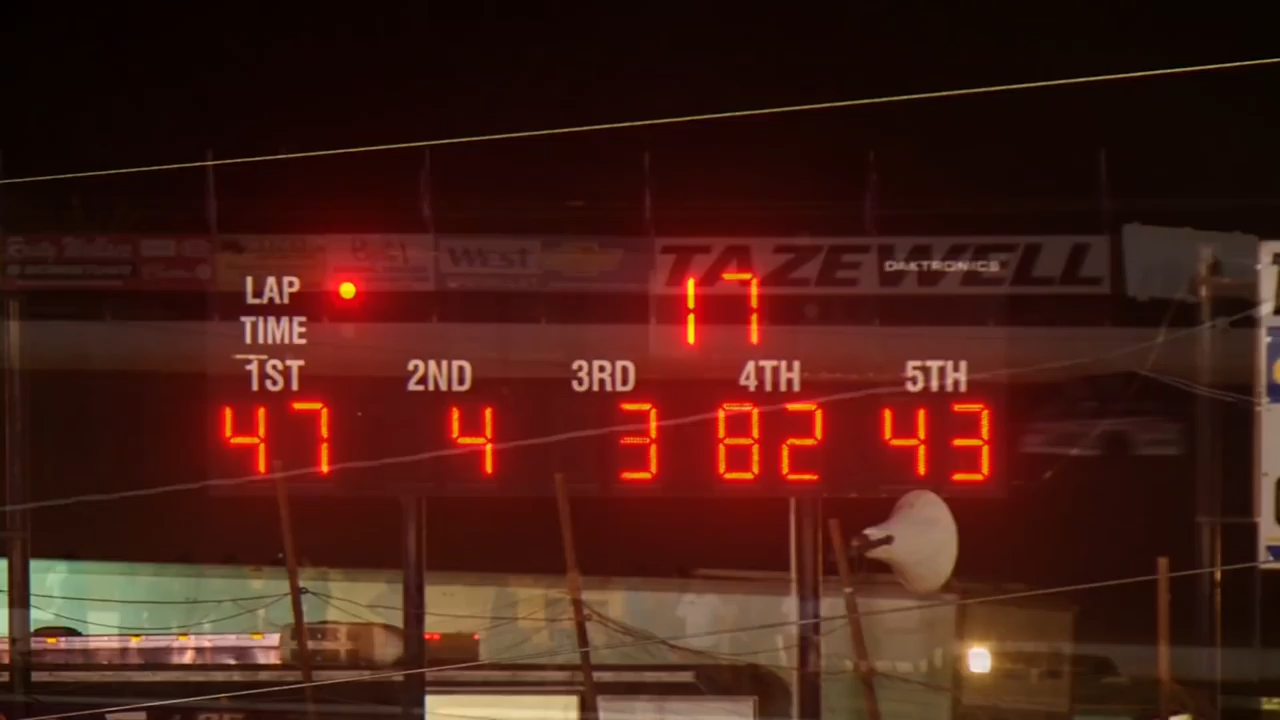 West
TAZEWELL
DAKTRONICS
LAP
17
TIME
1ST 2ND 3RD 4TH 5TH
47 4 3 82 43